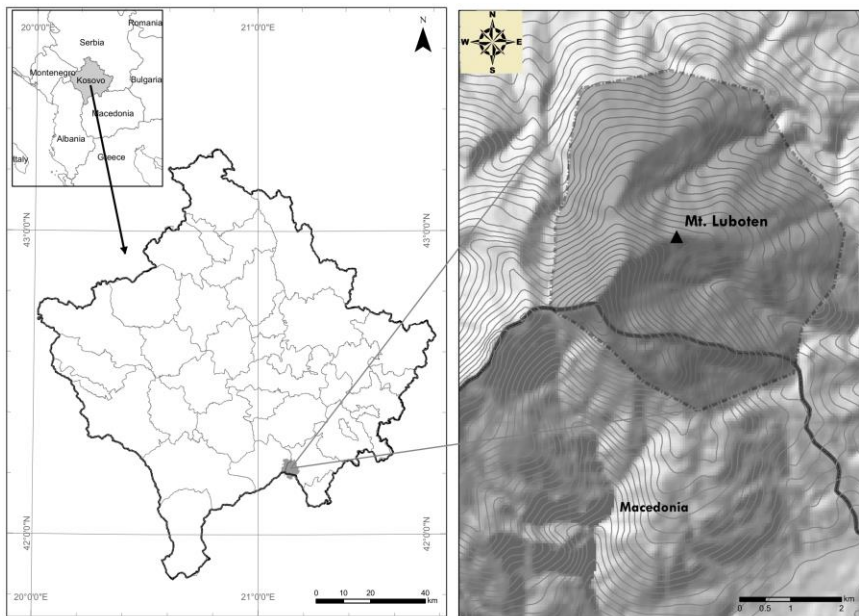 20°0'0"E
21°0'0"E
N
Romania
Serbia
Montenegro
Kosovo
Bulgaria
Macedonia
Albania
Italy
Greece
43°0'0"N
43°0'0"N
42°0'0"N
42°0'0"N
20°0'0"E
21°0'0"E
0 10 20 40
km
N
W E
S
Mt. Luboten
Macedonia
0 0.5 1 2
km